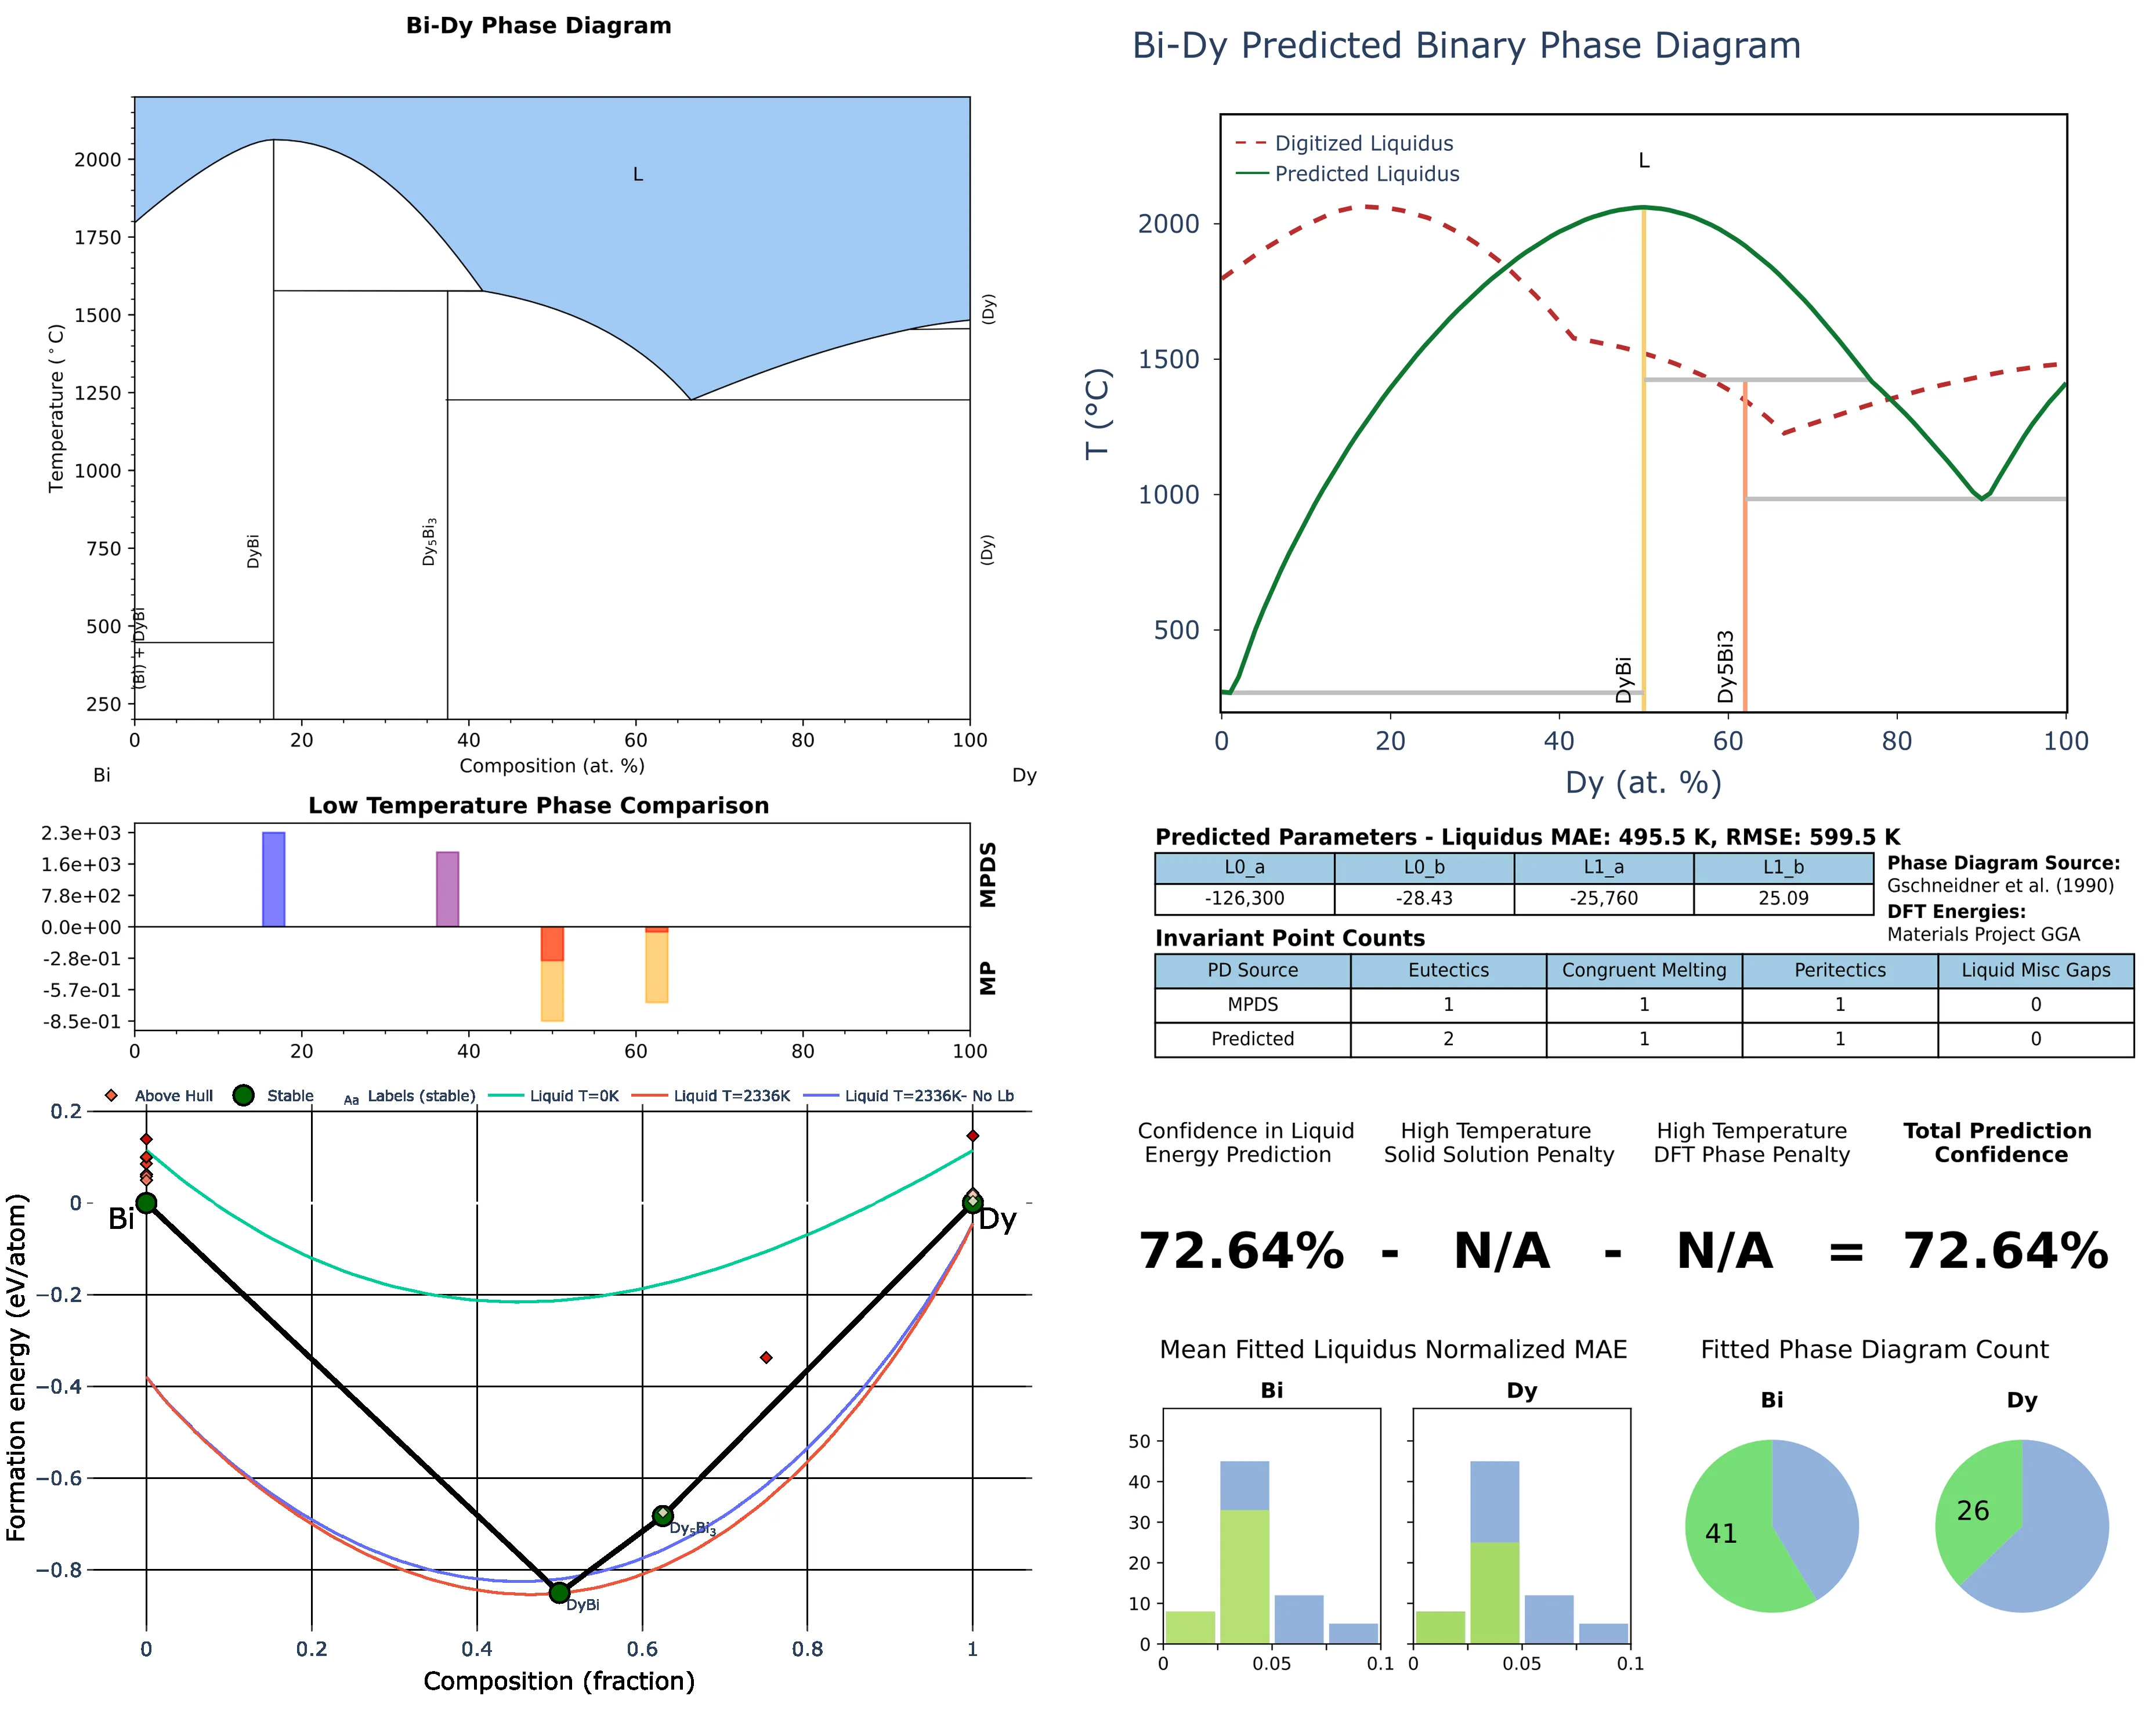 Bi-Dy Phase Diagram
2000
1750
1500
1250
1000
750
500
250
Temperature (°C)
L
(Dy)
(Dy)
DyBi
Dy5Bi3
(Bi) + DyBi
0 20 40 60 80 100
Composition (at. %)
Bi
Dy
Low Temperature Phase Comparison
2.3e+03
1.6e+03
7.8e+02
0.0e+00
-2.8e-01
-5.7e-01
-8.5e-01
MPDS
MP
0 20 40 60 80 100
Above Hull Stable Aa Labels (stable) Liquid T=0K Liquid T=2336K Liquid T=2336K- No Lb
0.2
0
−0.2
−0.4
−0.6
−0.8
Formation energy (eV/atom)
Bi
Dy
Dy5Bi3
DyBi
0 0.2 0.4 0.6 0.8 1
Composition (fraction)
Bi-Dy Predicted Binary Phase Diagram
Digitized Liquidus
Predicted Liquidus
L
2000
1500
1000
500
T (°C)
DyBi
Dy5Bi3
0 20 40 60 80 100
Dy (at. %)
Predicted Parameters - Liquidus MAE: 495.5 K, RMSE: 599.5 K
L0_a L0_b L1_a L1_b
-126,300 -28.43 -25,760 25.09
Phase Diagram Source:
Gschneidner et al. (1990)
DFT Energies:
Materials Project GGA
Invariant Point Counts
PD Source Eutectics Congruent Melting Peritectics Liquid Misc Gaps
MPDS 1 1 1 0
Predicted 2 1 1 0
Confidence in Liquid High Temperature High Temperature Total Prediction
Energy Prediction Solid Solution Penalty DFT Phase Penalty Confidence
72.64% - N/A - N/A = 72.64%
Mean Fitted Liquidus Normalized MAE
Bi
Dy
50
40
30
20
10
0
0 0.05 0.1
0 0.05 0.1
Fitted Phase Diagram Count
Bi
Dy
41
26